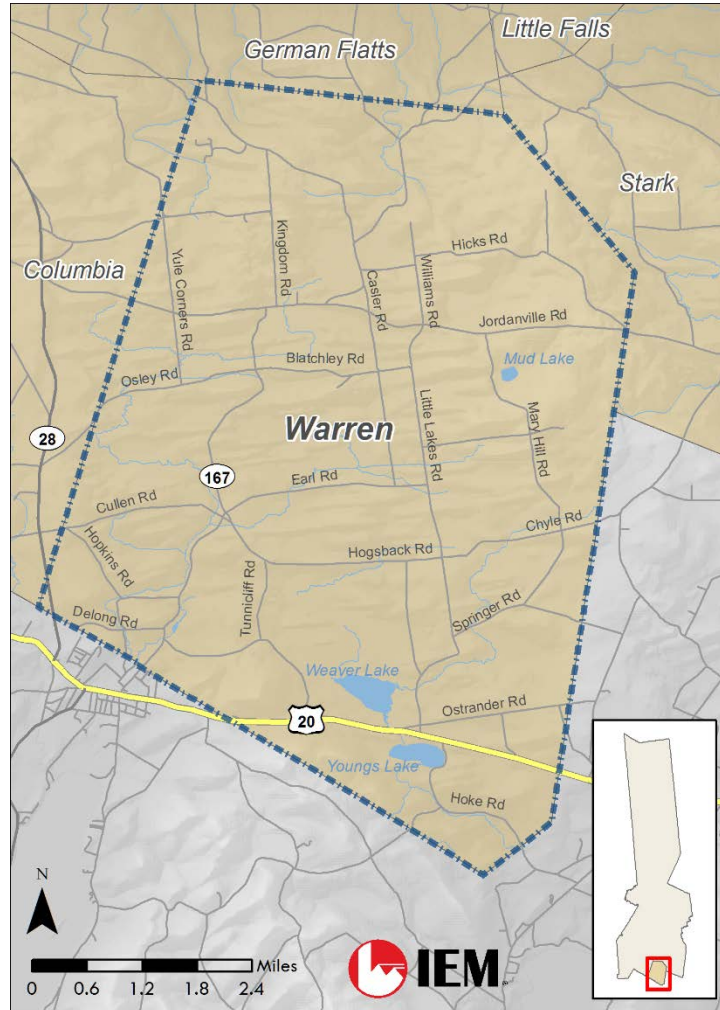 Little Falls
German Flatts
Stark
Columbia
Kingdom Rd
Yule Corners Rd
Casler Rd
Williams Rd
Hicks Rd
Jordanville Rd
Blatchley Rd
Mud Lake
Osley Rd
Little Lakes Rd
Mary Hill Rd
Warren
28
167
Earl Rd
Cullen Rd
Chyle Rd
Hopkins Rd
Hogsback Rd
Tunnicliff Rd
Delong Rd
Springer Rd
Weaver Lake
Ostrander Rd
20
Youngs Lake
Hoke Rd
N
Miles
0 0.6 1.2 1.8 2.4
IEM